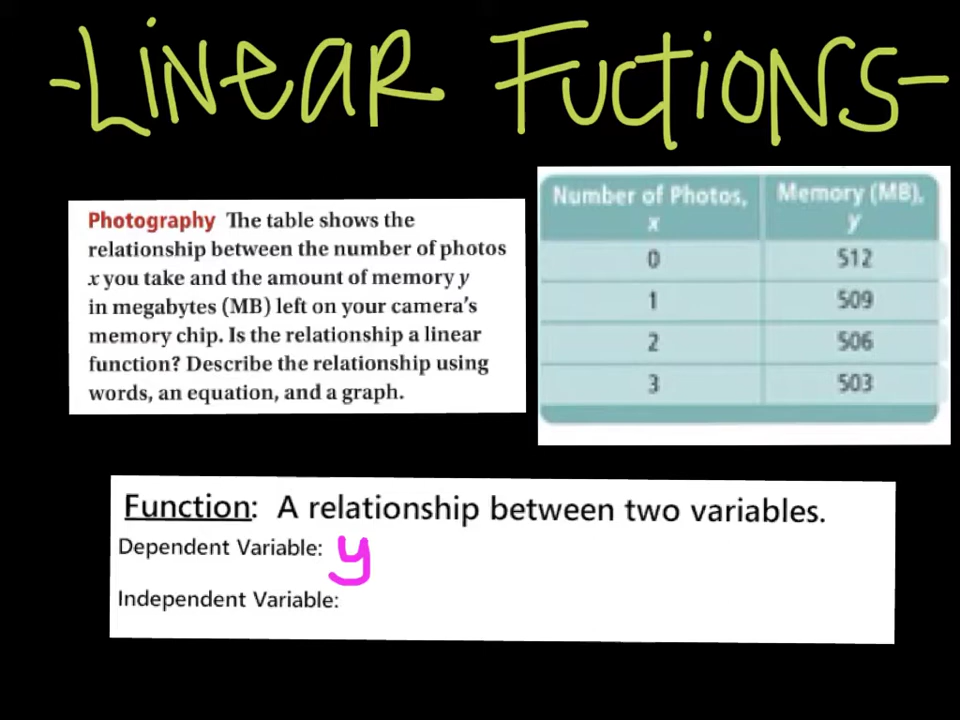 -LINEAR FUCTIONS-
Photography The table shows the
relationship between the number of photos
x you take and the amount of memory y
in megabytes (MB) left on your camera's
memory chip. Is the relationship a linear
function? Describe the relationship using
words, an equation, and a graph.
Number of Photos, x Memory (MB), y
0 512
1 509
2 506
3 503
Function: A relationship between two variables.
Dependent Variable: y
Independent Variable: